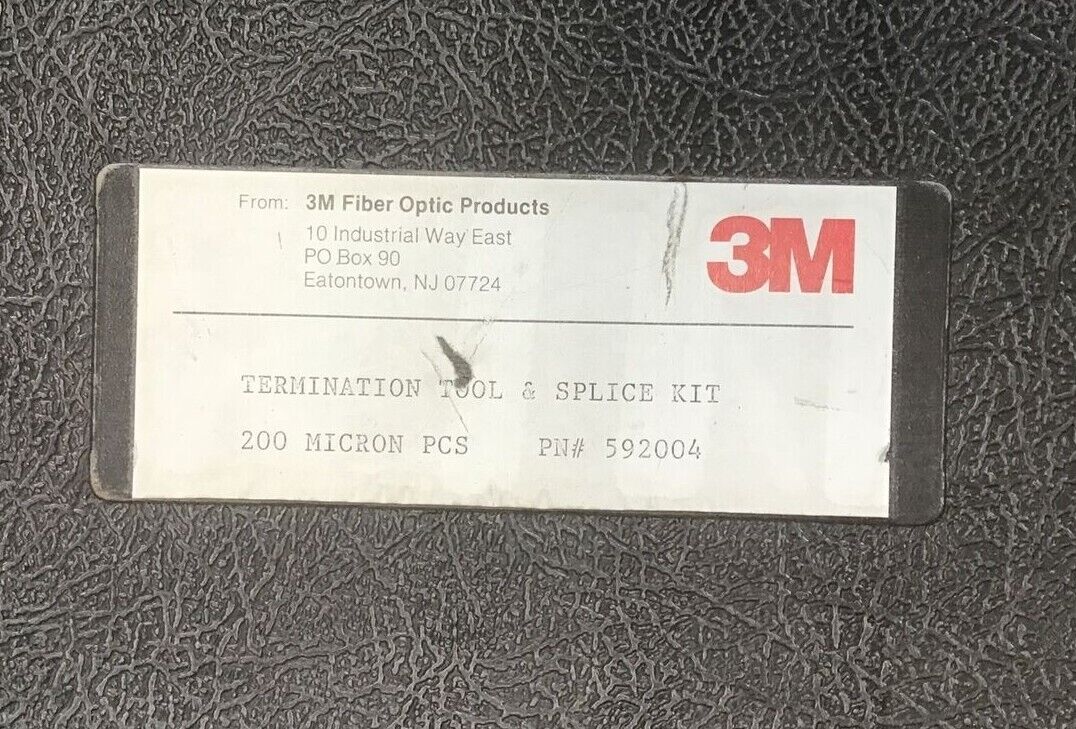 From: 3M Fiber Optic Products
10 Industrial Way East
PO Box 90
Eatontown, NJ 07724
3M
TERMINATION TOOL & SPLICE KIT
200 MICRON PCS PN# 592004